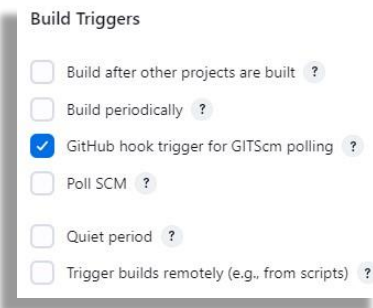 Build Triggers
Build after other projects are built ?
Build periodically ?
GitHub hook trigger for GITScm polling ?
Poll SCM ?
Quiet period ?
Trigger builds remotely (e.g., from scripts) ?